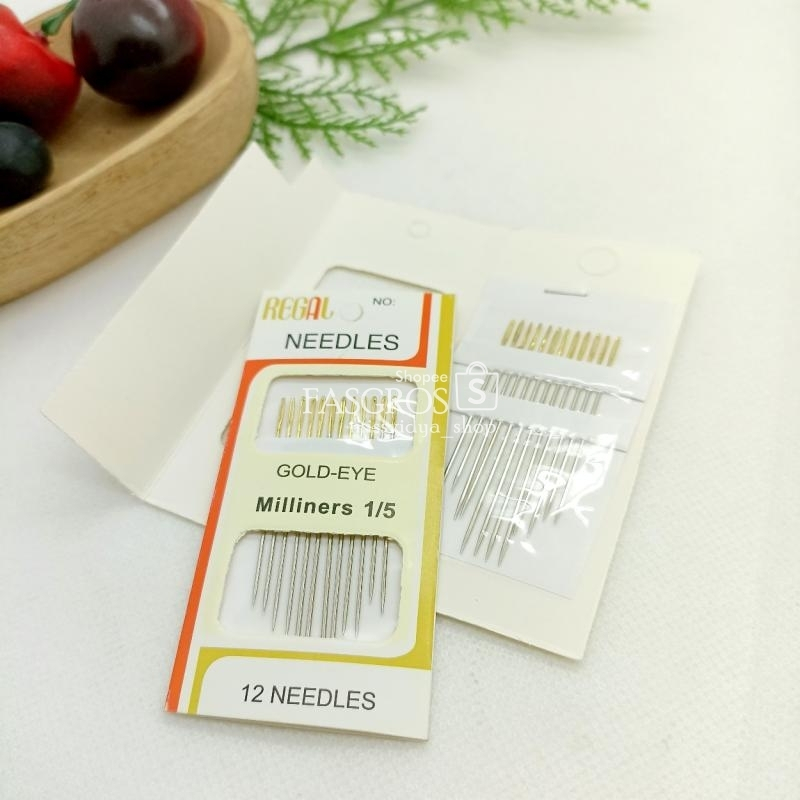 REGAL
NO:
NEEDLES
Shopee
FASGROS
GOLD-EYE
Milliners 1/5
12 NEEDLES